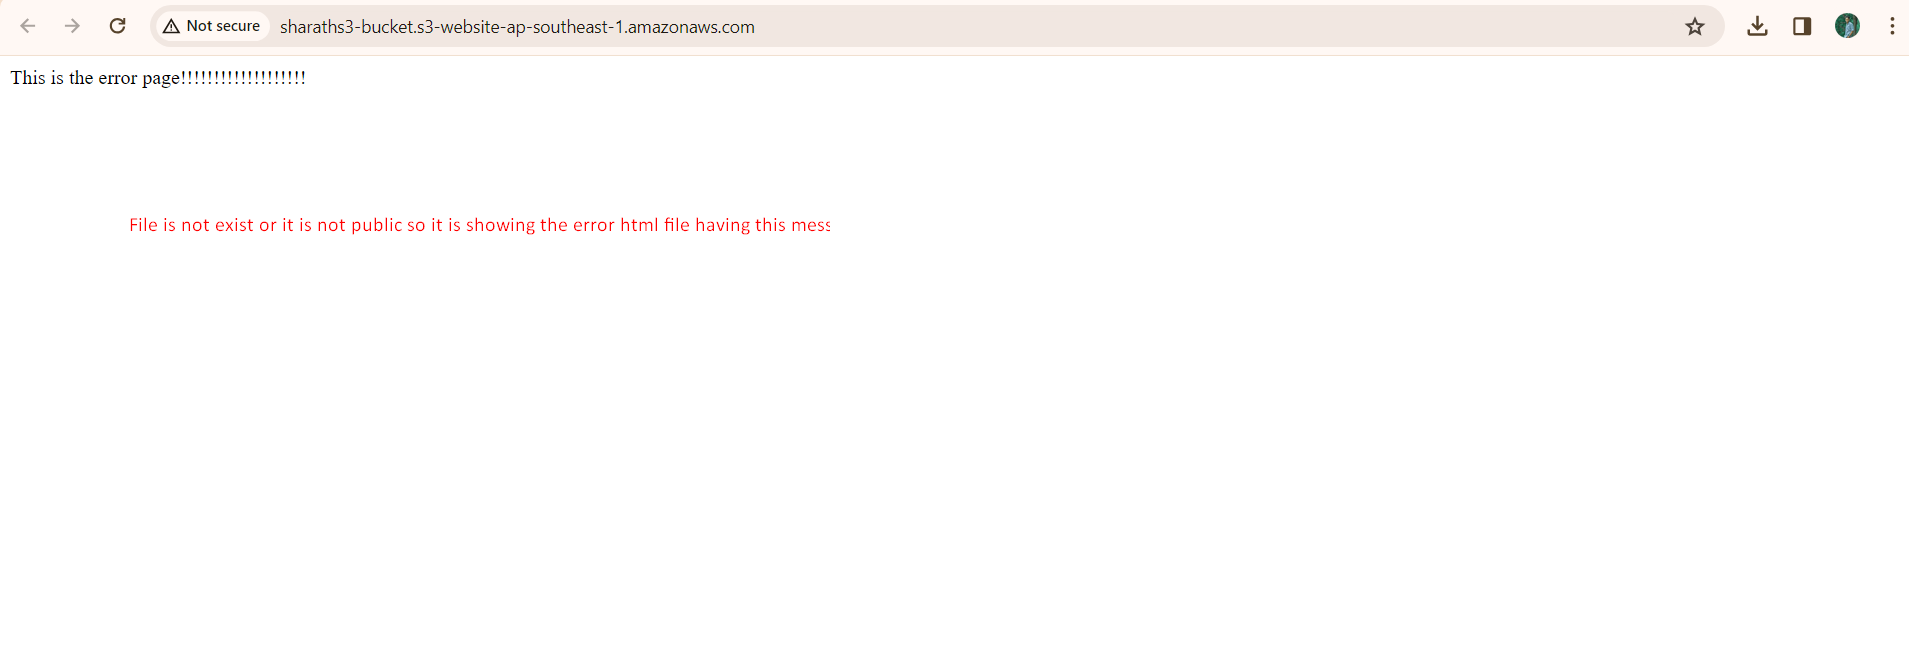 Not secure sharaths3-bucket.s3-website-ap-southeast-1.amazonaws.com
This is the error page!!!!!!!!!!!!!!!!!!!
File is not exist or it is not public so it is showing the error html file having this mess